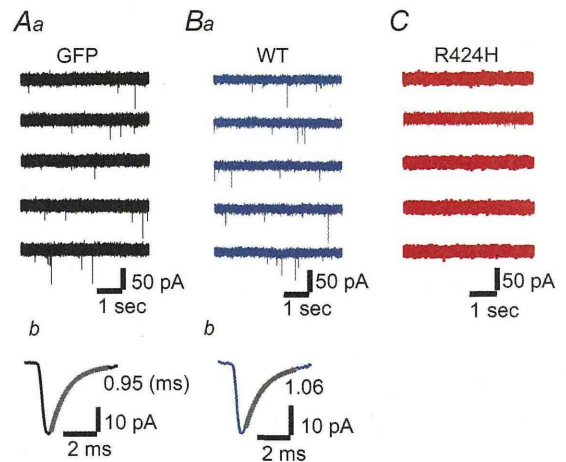 Aa
Ba
C
GFP
WT
R424H
50 pA
1 sec
50 pA
1 sec
50 pA
1 sec
b
b
0.95 (ms)
1.06
10 pA
2 ms
10 pA
2 ms